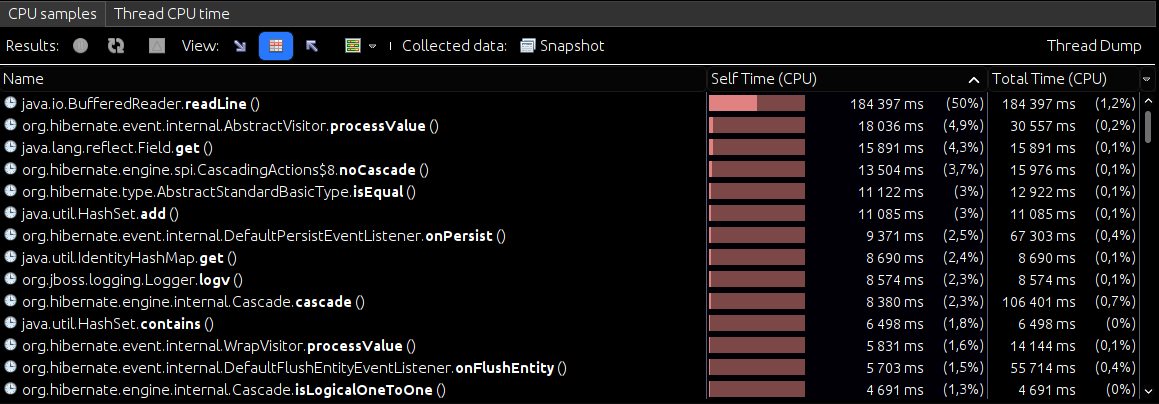 CPU samples Thread CPU time
Results: View: Collected data: Snapshot Thread Dump
Name Self Time (CPU) Total Time (CPU)
java.io.BufferedReader.readLine () 184 397 ms (50%) 184 397 ms (1,2%)
org.hibernate.event.internal.AbstractVisitor.processValue () 18 036 ms (4,9%) 30 557 ms (0,2%)
java.lang.reflect.Field.get () 15 891 ms (4,3%) 15 891 ms (0,1%)
org.hibernate.engine.spi.CascadingActions$8.noCascade () 13 504 ms (3,7%) 15 976 ms (0,1%)
org.hibernate.type.AbstractStandardBasicType.isEqual () 11 122 ms (3%) 12 922 ms (0,1%)
java.util.HashSet.add () 11 085 ms (3%) 11 085 ms (0,1%)
org.hibernate.event.internal.DefaultPersistEventListener.onPersist () 9 371 ms (2,5%) 67 303 ms (0,4%)
java.util.IdentityHashMap.get () 8 690 ms (2,4%) 8 690 ms (0,1%)
org.jboss.logging.Logger.logv () 8 574 ms (2,3%) 8 574 ms (0,1%)
org.hibernate.engine.internal.Cascade.cascade () 8 380 ms (2,3%) 106 401 ms (0,7%)
java.util.HashSet.contains () 6 498 ms (1,8%) 6 498 ms (0%)
org.hibernate.event.internal.WrapVisitor.processValue () 5 831 ms (1,6%) 14 144 ms (0,1%)
org.hibernate.event.internal.DefaultFlushEntityEventListener.onFlushEntity () 5 703 ms (1,5%) 55 714 ms (0,4%)
org.hibernate.engine.internal.Cascade.isLogicalOneToOne () 4 691 ms (1,3%) 4 691 ms (0%)